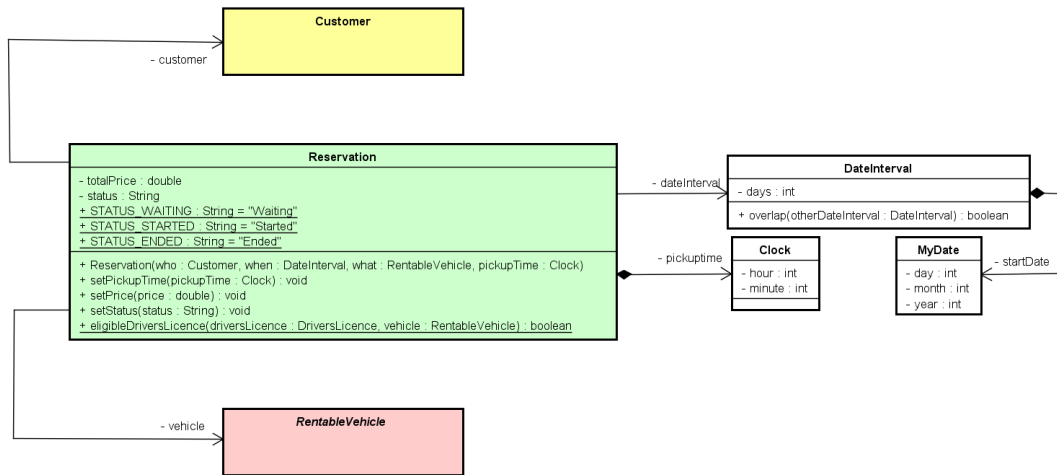 Customer
- customer
Reservation
- totalPrice : double
- status : String
+ STATUS_WAITING : String = "Waiting"
+ STATUS_STARTED : String = "Started"
+ STATUS_ENDED : String = "Ended"
+ Reservation(who : Customer, when : DateInterval, what : RentableVehicle, pickupTime : Clock)
+ setPickupTime(pickupTime : Clock) : void
+ setPrice(price : double) : void
+ setStatus(status : String) : void
+ eligibleDriversLicence(driversLicence : DriversLicence, vehicle : RentableVehicle) : boolean
- dateInterval
DateInterval
- days : int
+ overlap(otherDateInterval : DateInterval) : boolean
- pickuptime
Clock
- hour : int
- minute : int
MyDate
- day : int
- month : int
- year : int
- startDate
- vehicle
RentableVehicle